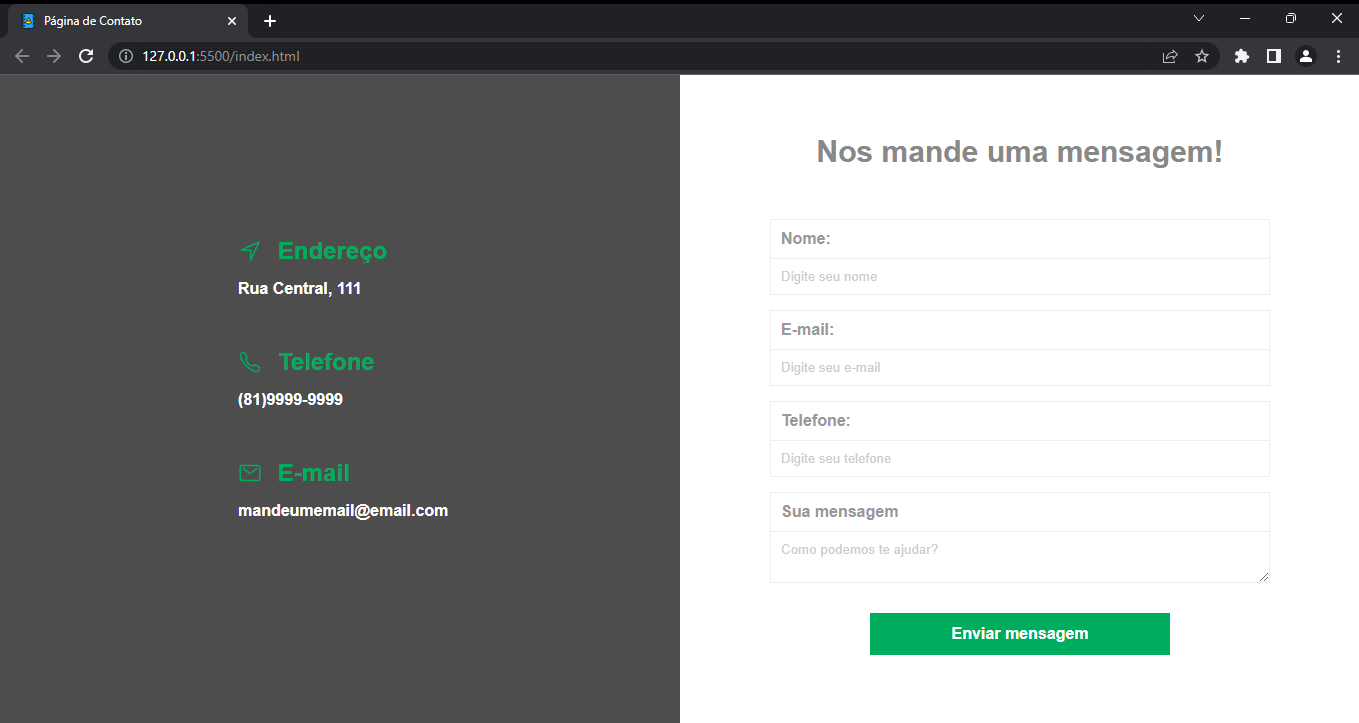 Página de Contato
127.0.0.1:5500/index.html
Endereço
Rua Central, 111
Telefone
(81)9999-9999
E-mail
mandeumemail@email.com
Nos mande uma mensagem!
Nome:
Digite seu nome
E-mail:
Digite seu e-mail
Telefone:
Digite seu telefone
Sua mensagem
Como podemos te ajudar?
Enviar mensagem